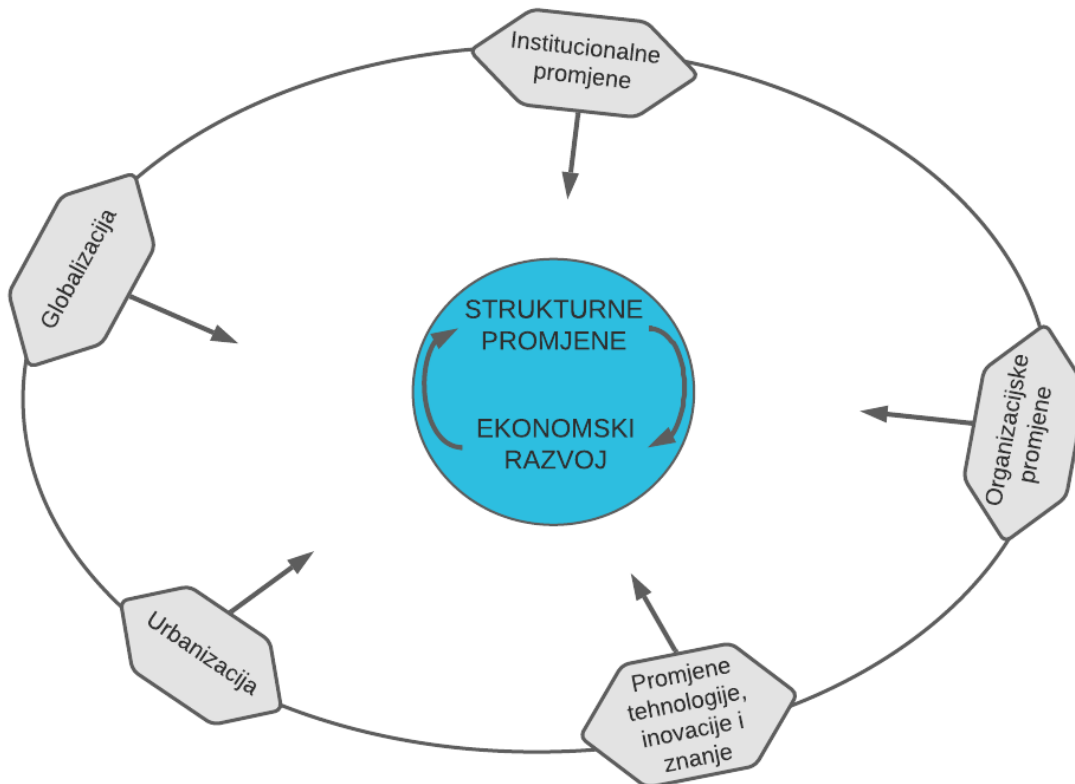 Institucionalne
promjene
Globalizacija
STRUKTURNE
PROMJENE
EKONOMSKI
RAZVOJ
Organizacijske
promjene
Urbanizacija
Promjene
tehnologije,
inovacije i
znanje